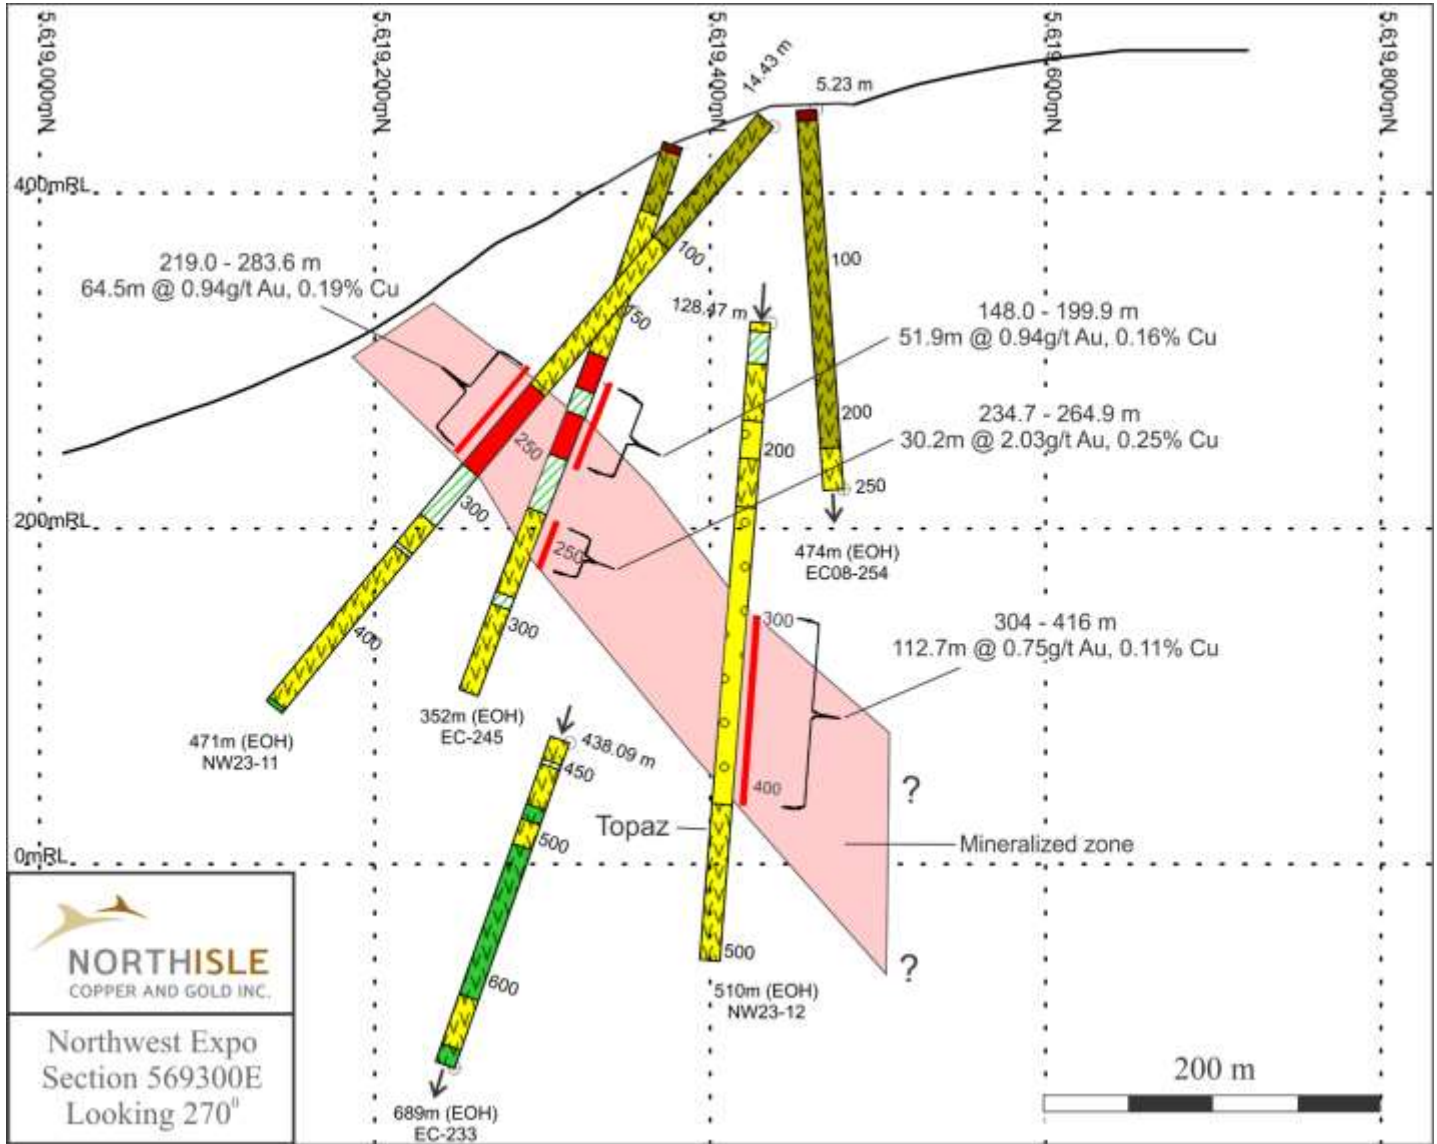 5,619,000mN
5,619,200mN
5,619,400mN
5,619,600mN
5,619,800mN
14.43 m
5.23 m
400mRL
100
100
219.0 - 283.6 m
64.5m @ 0.94g/t Au, 0.19% Cu
128.47 m
150
148.0 - 199.9 m
51.9m @ 0.94g/t Au, 0.16% Cu
200
234.7 - 264.9 m
30.2m @ 2.03g/t Au, 0.25% Cu
250
200
250
300
200mRL
250
474m (EOH)
EC08-254
300
300
304 - 416 m
112.7m @ 0.75g/t Au, 0.11% Cu
400
352m (EOH)
EC-245
471m (EOH)
NW23-11
438.09 m
450
400
?
Topaz
500
Mineralized zone
0mRL
500
?
600
510m (EOH)
NW23-12
NORTHISLE
COPPER AND GOLD INC.
Northwest Expo
Section 569300E
Looking 270⁰
200 m
689m (EOH)
EC-233